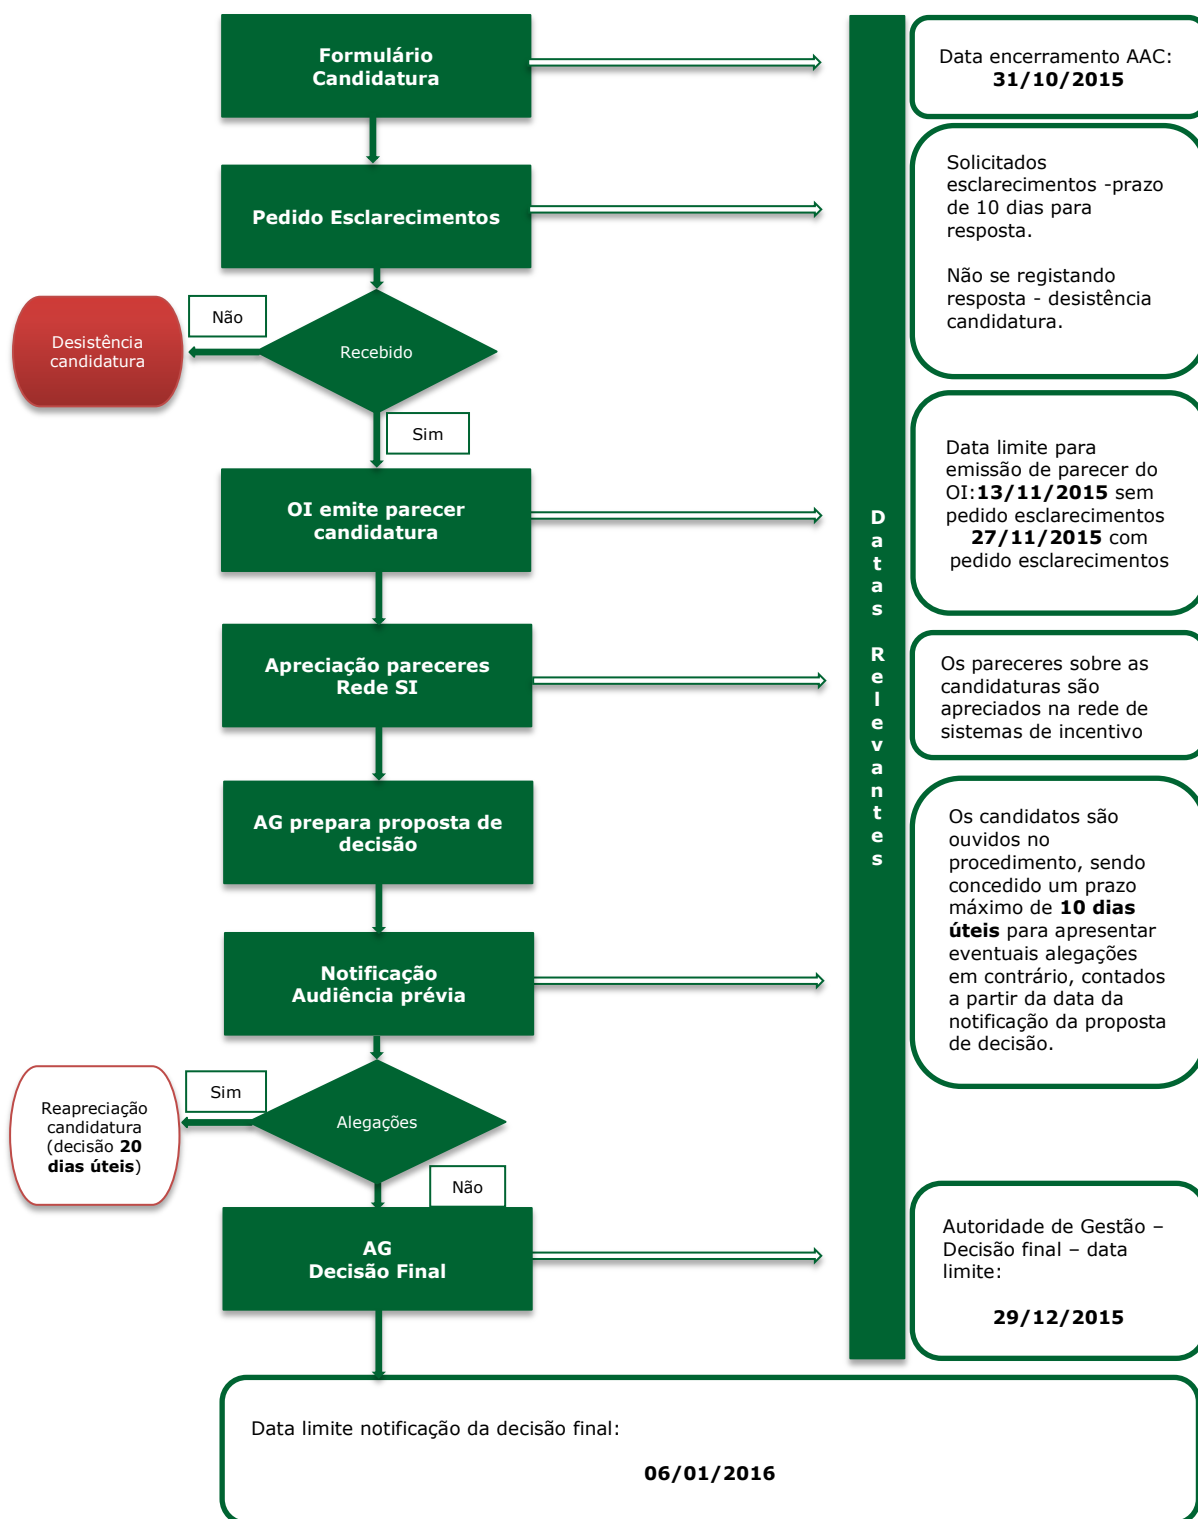 Formulário
Candidatura
Data encerramento AAC:
31/10/2015
Pedido Esclarecimentos
Solicitados
esclarecimentos -prazo
de 10 dias para
resposta.
Não se registando
resposta - desistência
candidatura.
Não
Desistência
candidatura
Recebido
Sim
OI emite parecer
candidatura
Data limite para
emissão de parecer do
OI:13/11/2015 sem
pedido esclarecimentos
27/11/2015 com
pedido esclarecimentos
Datas Relevantes
Apreciação pareceres
Rede SI
Os pareceres sobre as
candidaturas são
apreciados na rede de
sistemas de incentivo
AG prepara proposta de
decisão
Os candidatos são
ouvidos no
procedimento, sendo
concedido um prazo
máximo de 10 dias
úteis para apresentar
eventuais alegações
em contrário, contados
a partir da data da
notificação da proposta
de decisão.
Notificação
Audiência prévia
Sim
Reapreciação
candidatura
(decisão 20
dias úteis)
Alegações
Não
AG
Decisão Final
Autoridade de Gestão –
Decisão final – data
limite:
29/12/2015
Data limite notificação da decisão final:
06/01/2016